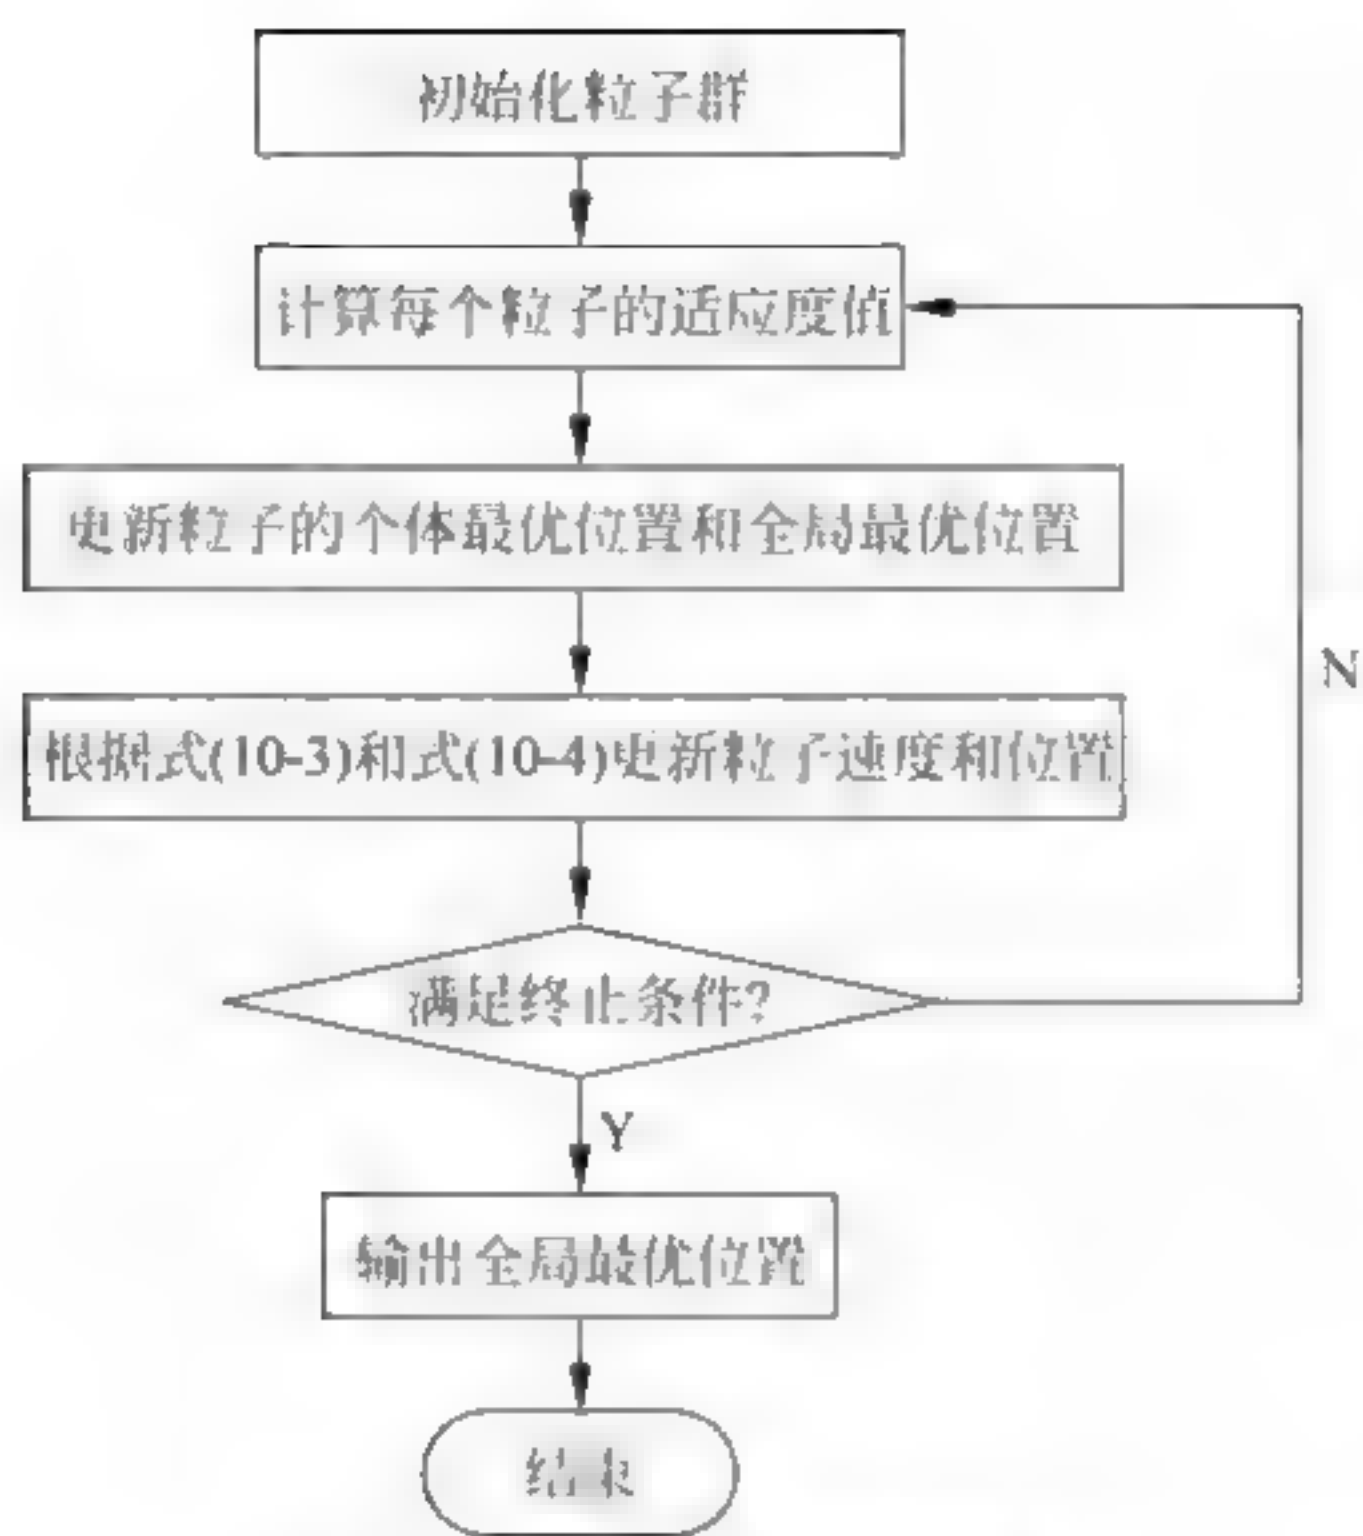 初始化粒子群
计算每个粒子的适应度值
更新粒子的个体最优位置和全局最优位置
根据式(10-3)和式(10-4)更新粒子速度和位置
N
满足终止条件?
Y
输出全局最优位置
结束